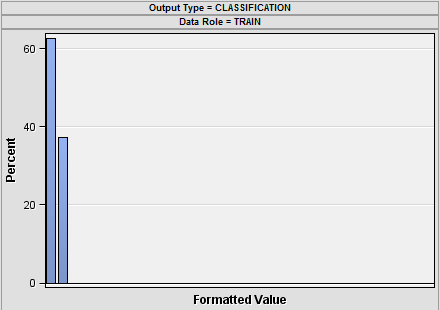 Output Type = CLASSIFICATION
Data Role = TRAIN
60
40
20
0
Percent
Formatted Value